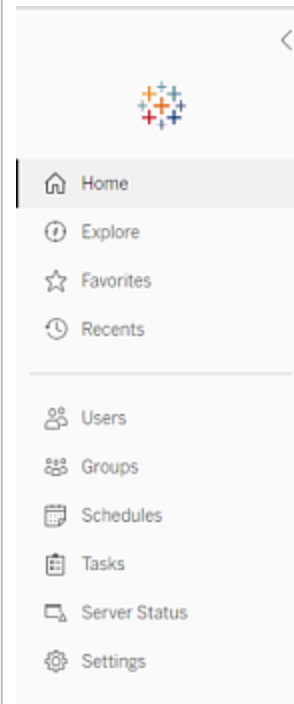 Home
Explore
Favorites
Recents
Users
Groups
Schedules
Tasks
Server Status
Settings